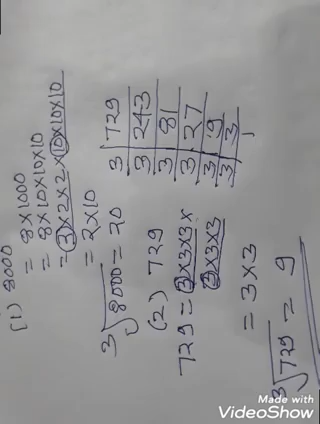 (1) 8000
= 8×1000
= 8×10×10×10
= 2×2×2×10×10×10
= 2×10
∛8000 = 20
(2) 729
3 | 729
3 | 243
3 | 81
3 | 27
3 | 9
3 | 3
1
729 = 3×3×3×
3×3×3
= 3×3
∛729 = 9
Made with
VideoShow